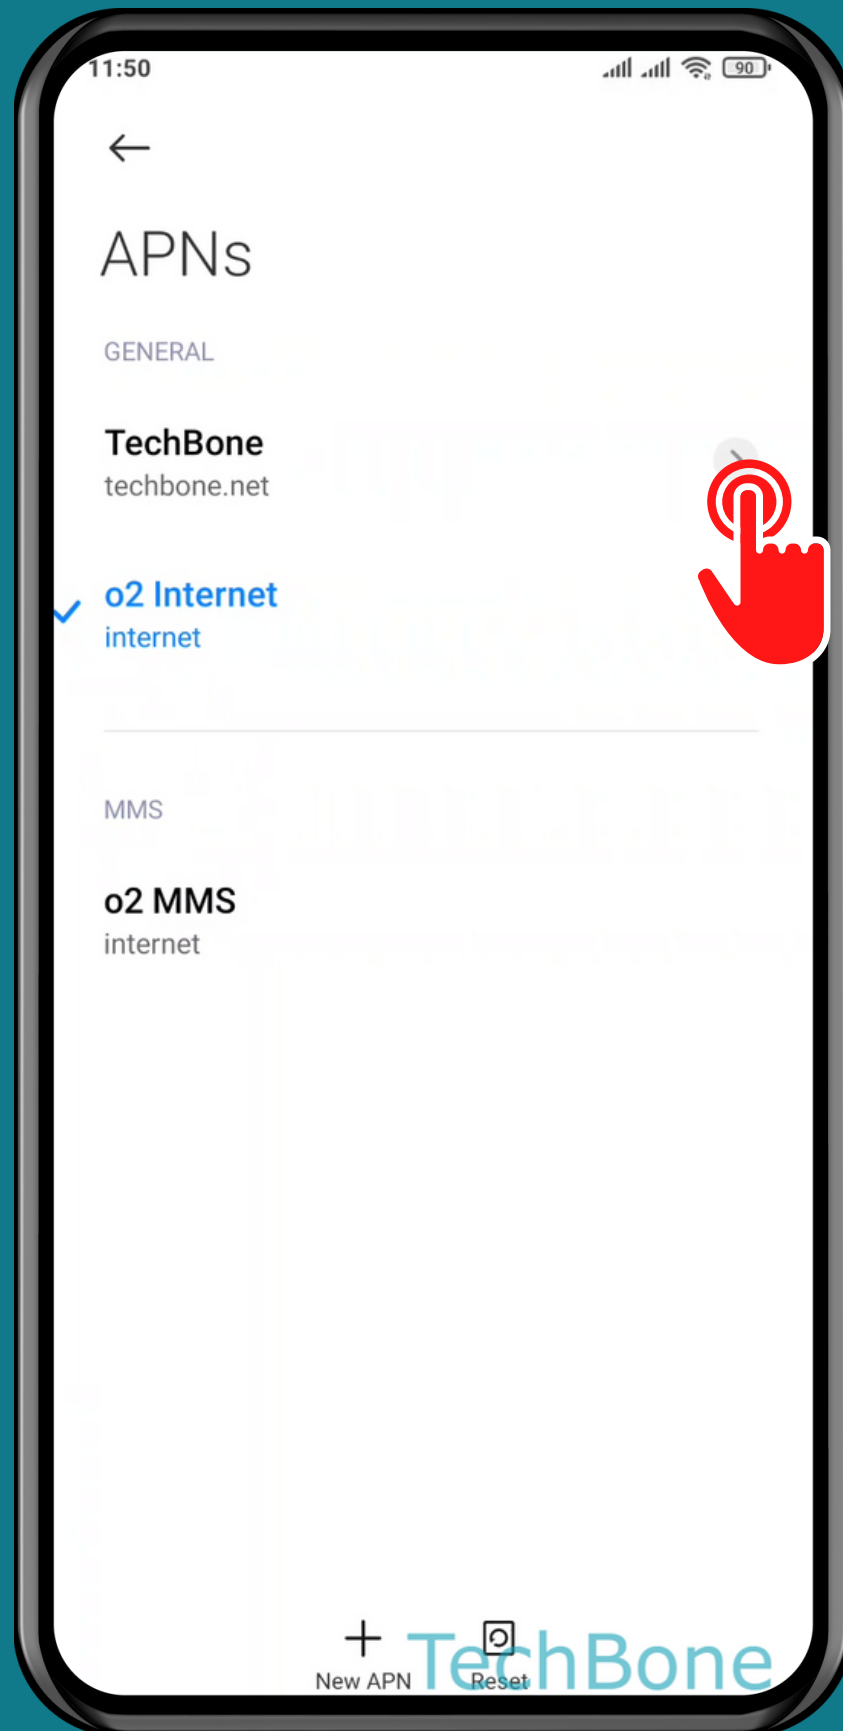 11:50
90
APNs
GENERAL
TechBone
techbone.net
o2 Internet
internet
MMS
o2 MMS
internet
New APN
Reset
TechBone